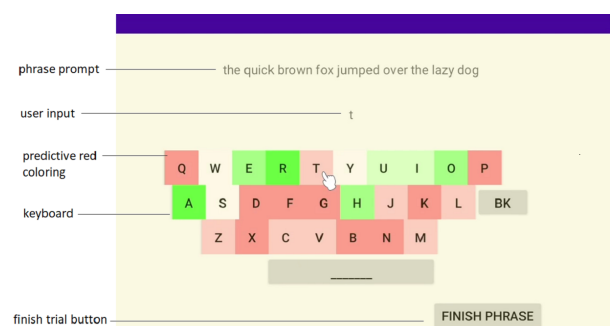 phrase prompt
the quick brown fox jumped over the lazy dog
user input
t
predictive red
coloring
Q W E R T Y U I O P
keyboard
A S D F G H J K L BK
Z X C V B N M
finish trial button
FINISH PHRASE